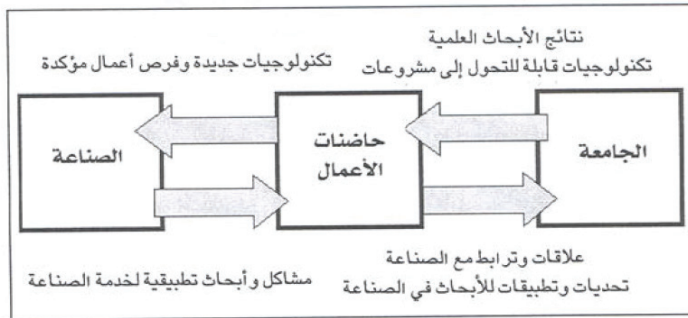 نتائج الأبحاث العلمية
تكنولوجيات قابلة للتحول إلى مشروعات
تكنولوجيات جديدة وفرص أعمال مؤكدة
الجامعة
حاضنات
الأعمال
الصناعة
علاقات وترابط مع الصناعة
تحديات وتطبيقات للأبحاث في الصناعة
مشاكل وأبحاث تطبيقية لخدمة الصناعة